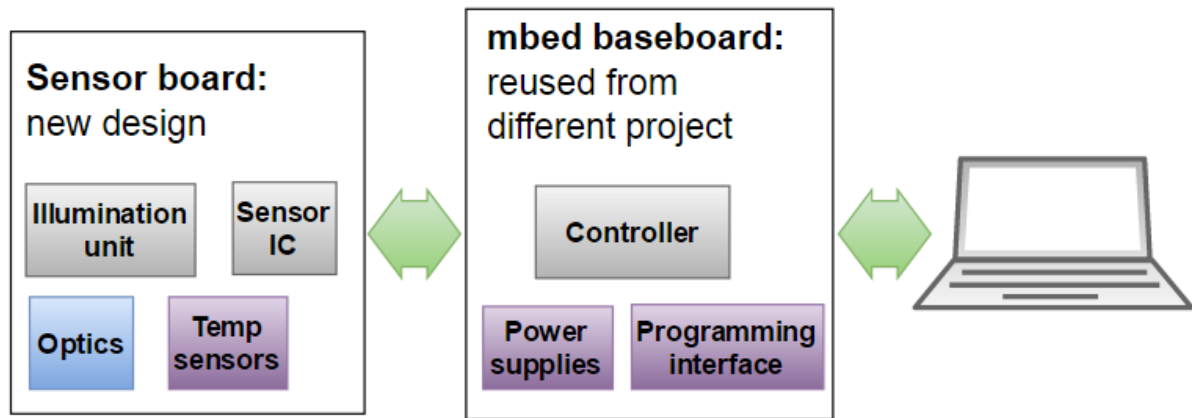 Sensor board:
new design
Illumination
unit
Sensor
IC
Optics
Temp
sensors
mbed baseboard:
reused from
different project
Controller
Power
supplies
Programming
interface